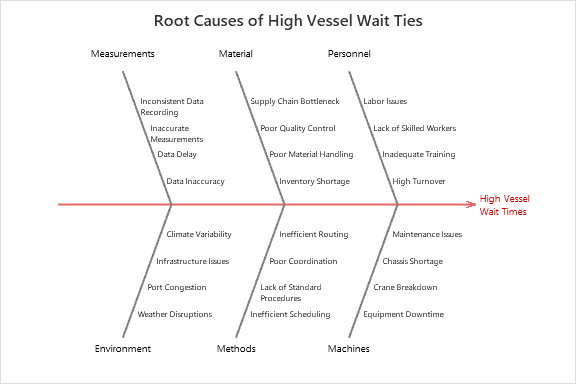 Root Causes of High Vessel Wait Ties
Measurements
Material
Personnel
Inconsistent Data
Recording
Inaccurate
Measurements
Data Delay
Data Inaccuracy
Supply Chain Bottleneck
Poor Quality Control
Poor Material Handling
Inventory Shortage
Labor Issues
Lack of Skilled Workers
Inadequate Training
High Turnover
High Vessel
Wait Times
Climate Variability
Infrastructure Issues
Port Congestion
Weather Disruptions
Inefficient Routing
Poor Coordination
Lack of Standard
Procedures
Inefficient Scheduling
Maintenance Issues
Chassis Shortage
Crane Breakdown
Equipment Downtime
Environment
Methods
Machines